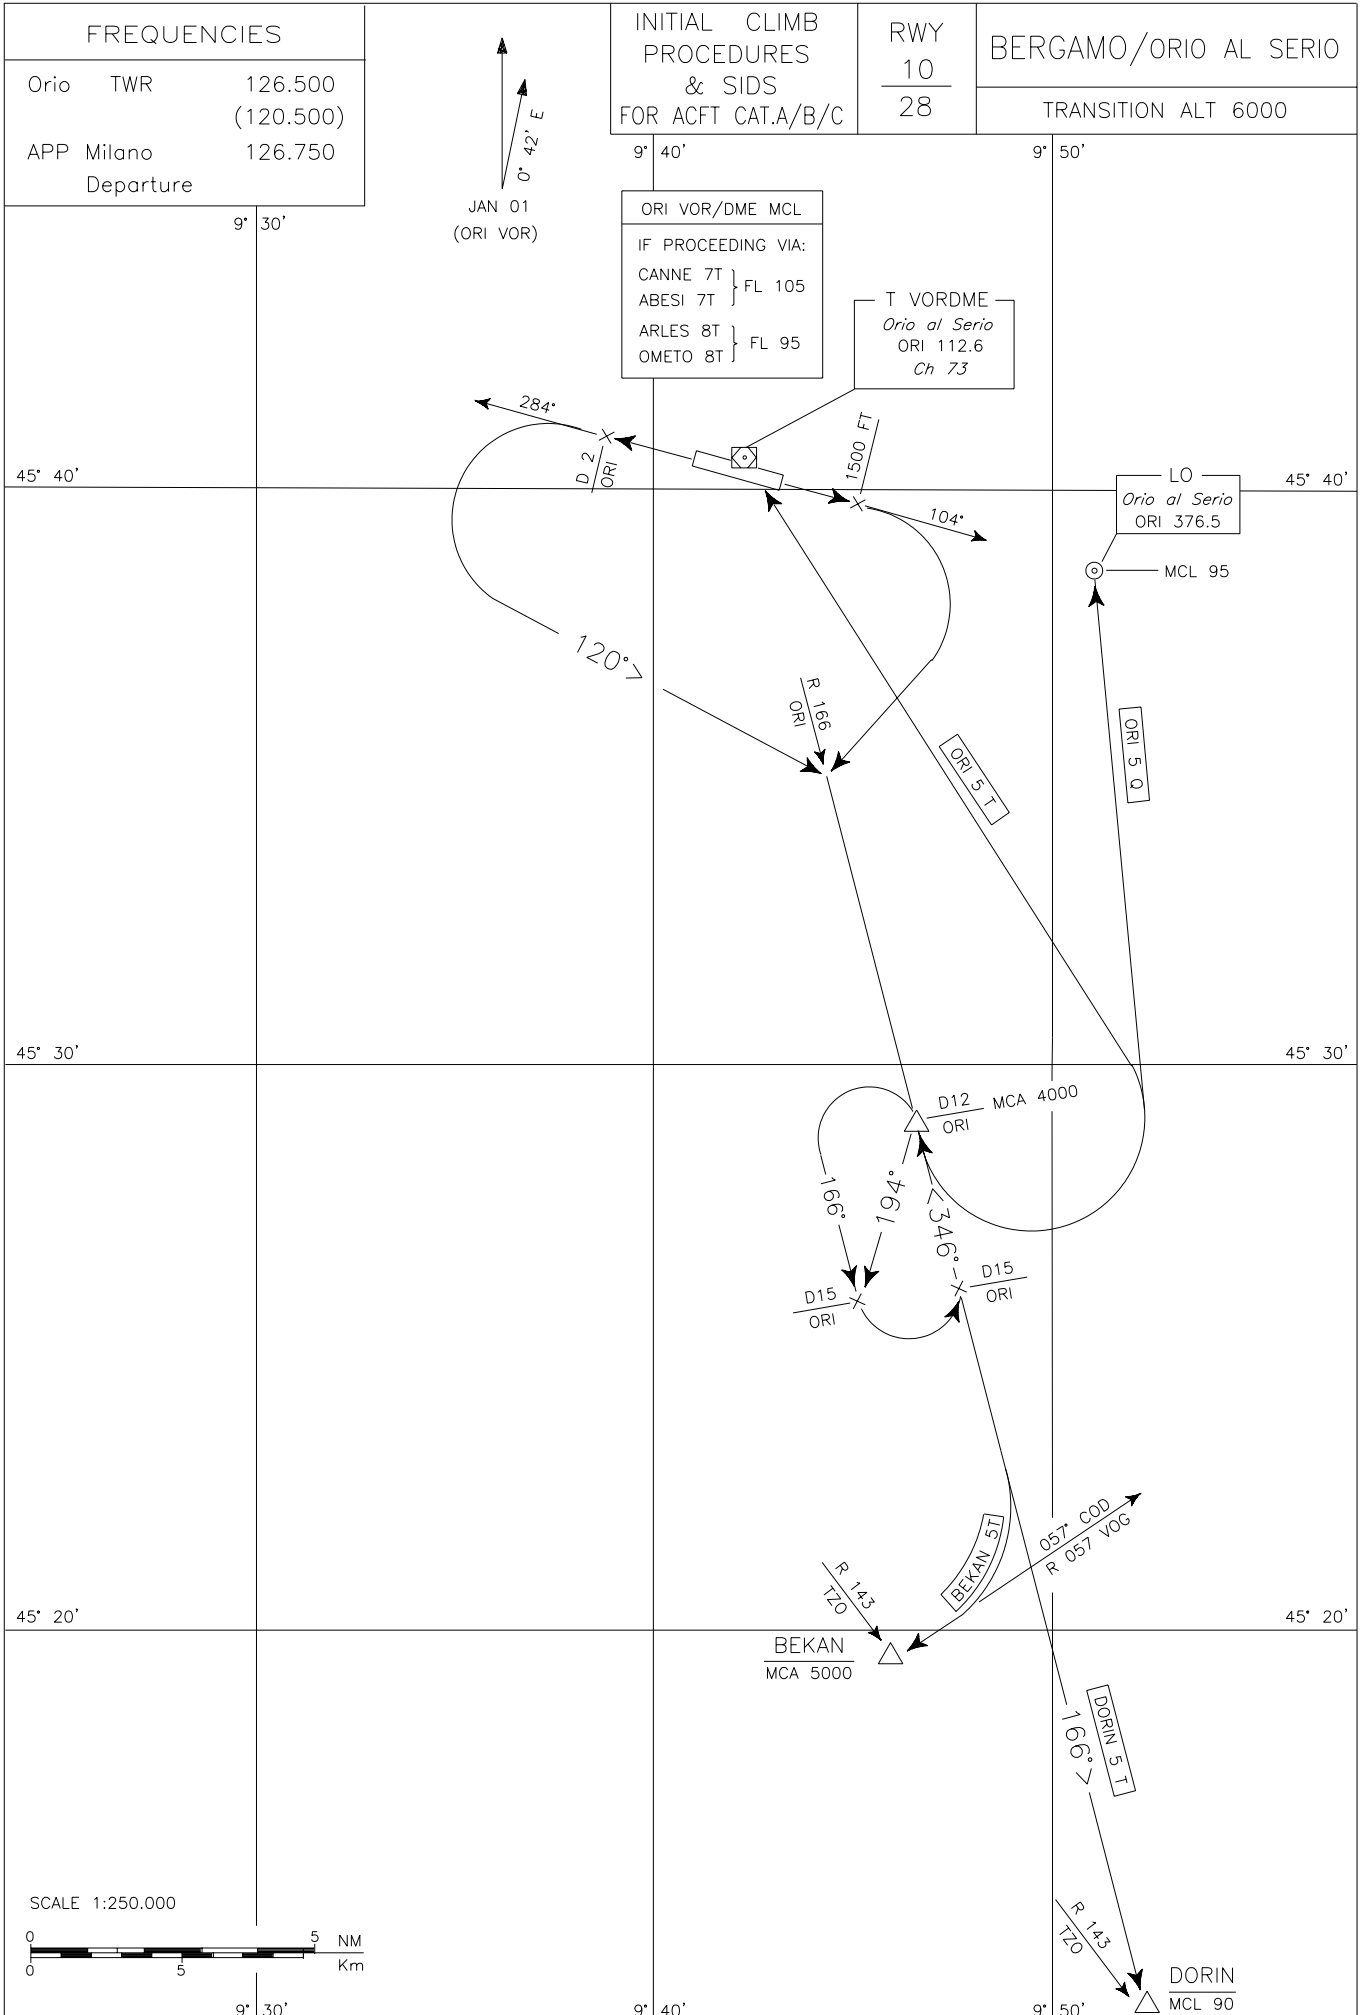 FREQUENCIES
Orio TWR 126.500
(120.500)
APP Milano 126.750
Departure
0° 42' E
JAN 01
(ORI VOR)
INITIAL CLIMB
PROCEDURES
& SIDS
FOR ACFT CAT.A/B/C
RWY
10
28
BERGAMO/ORIO AL SERIO
TRANSITION ALT 6000
9° 30'
9° 40'
9° 50'
ORI VOR/DME MCL
IF PROCEEDING VIA:
CANNE 7T
ABESI 7T
FL 105
ARLES 8T
OMETO 8T
FL 95
T VORDME
Orio al Serio
ORI 112.6
Ch 73
284°
D 2
ORI
1500 FT
104°
45° 40'
45° 40'
LO
Orio al Serio
ORI 376.5
MCL 95
120°>
R 166
ORI
ORI 5 T
ORI 5 Q
45° 30'
45° 30'
D12
ORI
MCA 4000
166°
194°
<346°
D15
ORI
D15
ORI
BEKAN 5T
057° COD
R 057 VOG
R 143
TZO
45° 20'
45° 20'
BEKAN
MCA 5000
DORIN 5 T
166°>
R 143
TZO
DORIN
MCL 90
SCALE 1:250.000
0 5 NM
0 5 Km
9° 30'
9° 40'
9° 50'